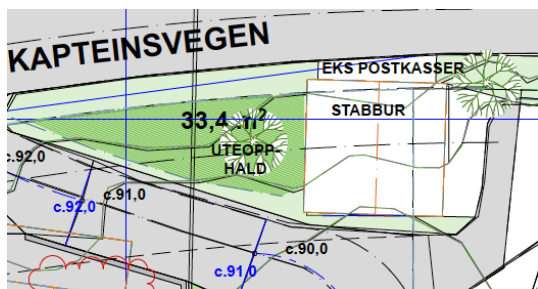 KAPTEINSVEGEN
EKS POSTKASSER
STABBUR
33,4 m²
UTEOPP-
HALD
c.92,0
c.91,0
c.92,0
c.90,0
c.91,0